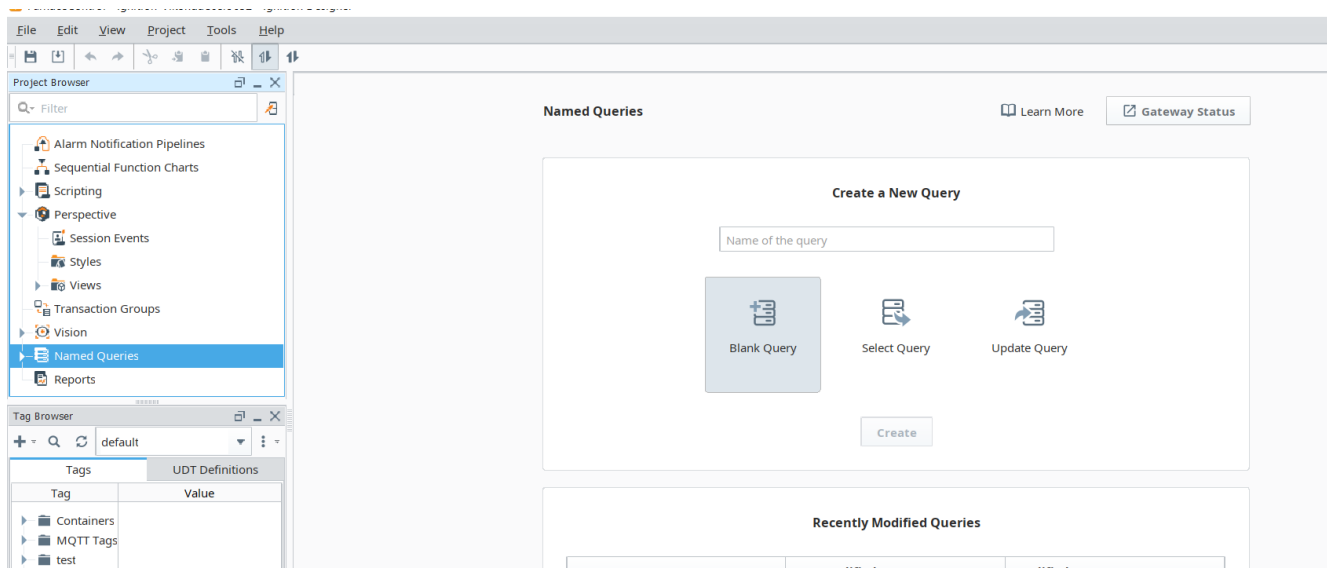 File Edit View Project Tools Help
Project Browser
Filter
Alarm Notification Pipelines
Sequential Function Charts
Scripting
Perspective
Session Events
Styles
Views
Transaction Groups
Vision
Named Queries
Reports
Tag Browser
default
Tags UDT Definitions
Tag Value
Containers
MQTT Tags
test
Named Queries Learn More Gateway Status
Create a New Query
Name of the query
Blank Query Select Query Update Query
Create
Recently Modified Queries